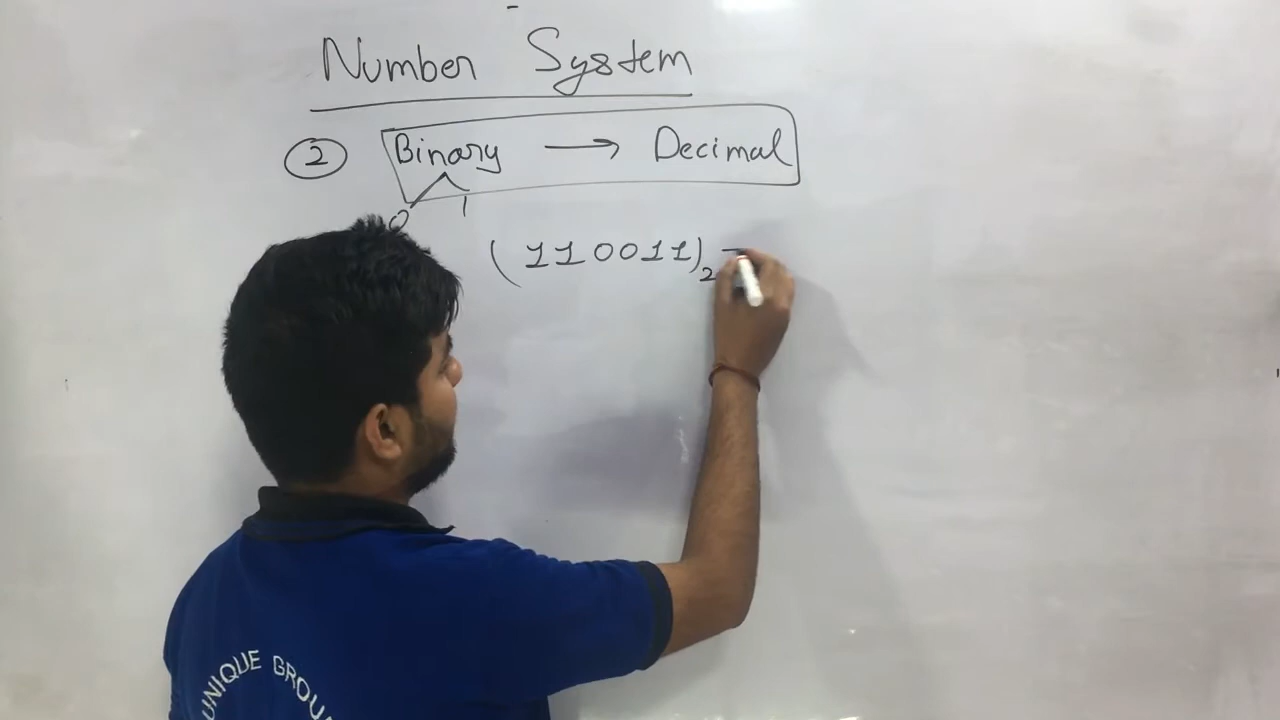 Number System
② Binary → Decimal
0 1
(110011)₂ =
UNIQUE GROU